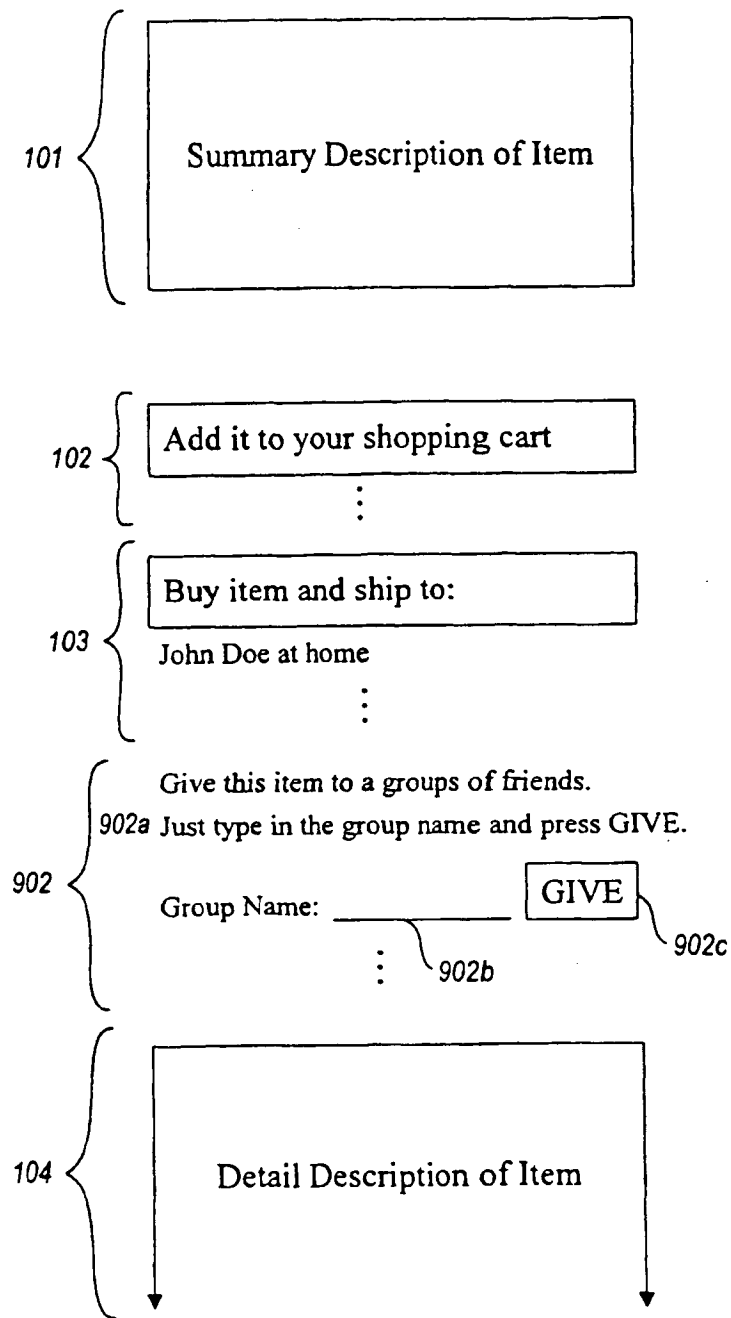 101
Summary Description of Item
102
Add it to your shopping cart
103
Buy item and ship to:
John Doe at home
902
Give this item to a groups of friends.
902a Just type in the group name and press GIVE.
Group Name: GIVE
902b
902c
104
Detail Description of Item